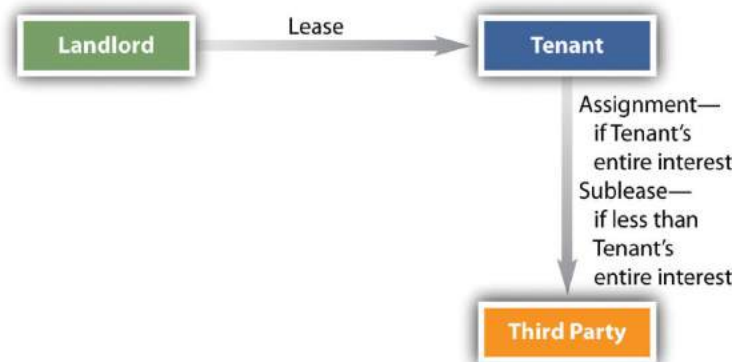 Landlord
Lease
Tenant
Assignment—
if Tenant's
entire interest
Sublease—
if less than
Tenant's
entire interest
Third Party